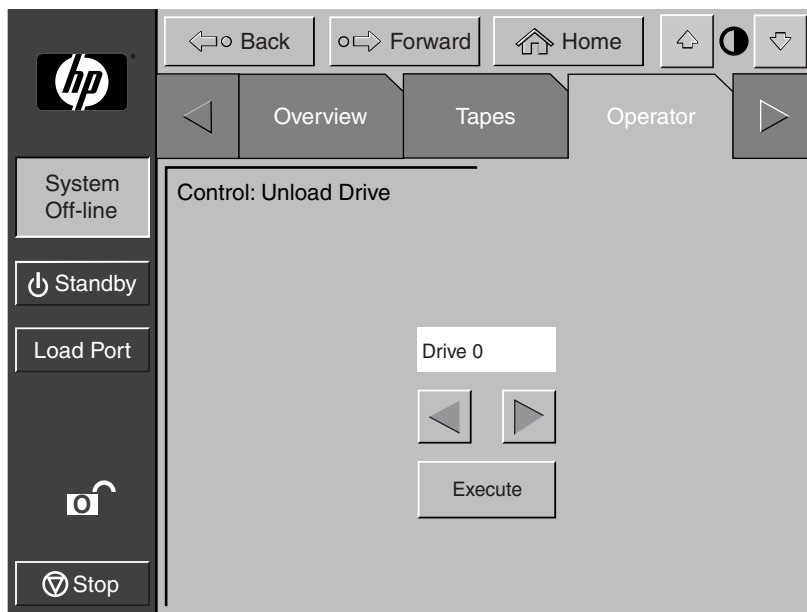 hp
Back
Forward
Home
Overview
Tapes
Operator
System
Off-line
Control: Unload Drive
Standby
Load Port
Drive 0
Execute
O
Stop